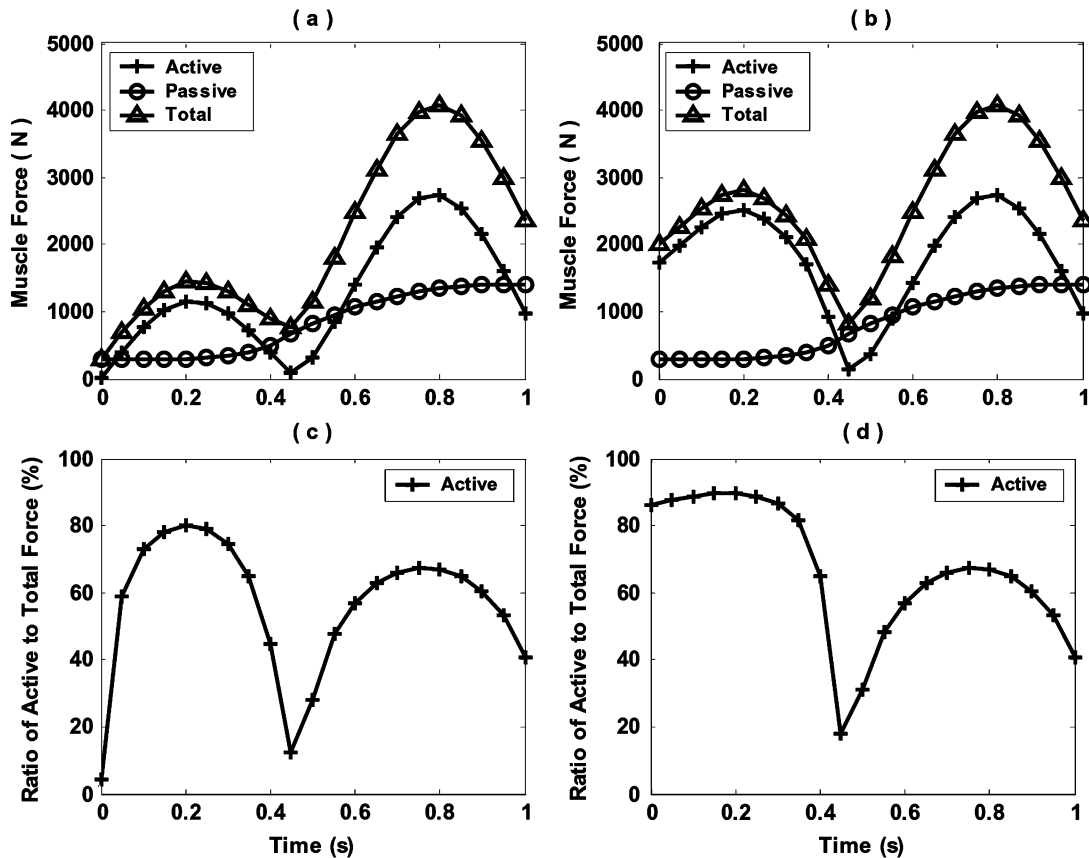 ( a )
5000
4000
3000
2000
1000
0
Muscle Force ( N )
Active
Passive
Total
0 0.2 0.4 0.6 0.8 1
( b )
5000
4000
3000
2000
1000
0
Muscle Force ( N )
Active
Passive
Total
0 0.2 0.4 0.6 0.8 1
( c )
100
80
60
40
20
0
Ratio of Active to Total Force (%)
Active
0 0.2 0.4 0.6 0.8 1
Time (s)
( d )
100
80
60
40
20
0
Ratio of Active to Total Force (%)
Active
0 0.2 0.4 0.6 0.8 1
Time (s)